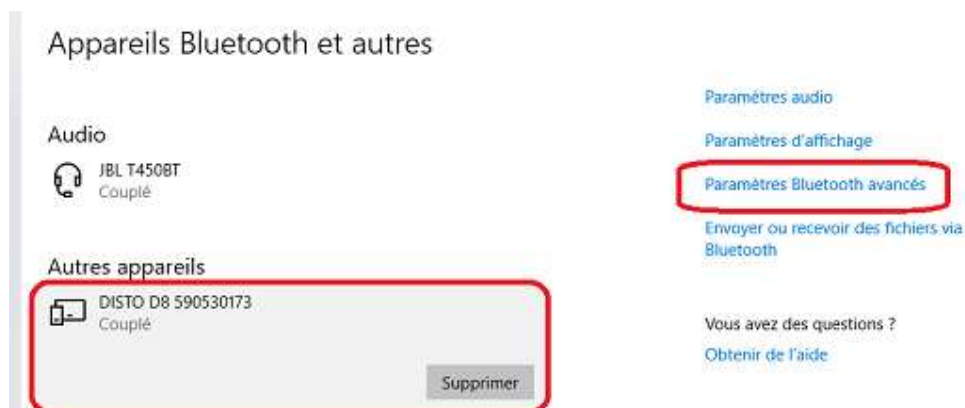 Appareils Bluetooth et autres
Audio
JBL T450BT
Couplé
Autres appareils
DISTO D8 590530173
Couplé
Supprimer
Paramètres audio
Paramètres d'affichage
Paramètres Bluetooth avancés
Envoyer ou recevoir des fichiers via
Bluetooth
Vous avez des questions ?
Obtenir de l'aide